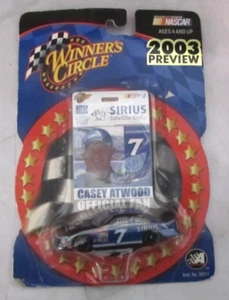 WINNER'S
CIRCLE
NASCAR
AGES 4 AND UP
2003
PREVIEW
SIRIUS
7
CASEY ATWOOD
OFFICIAL FAN
7